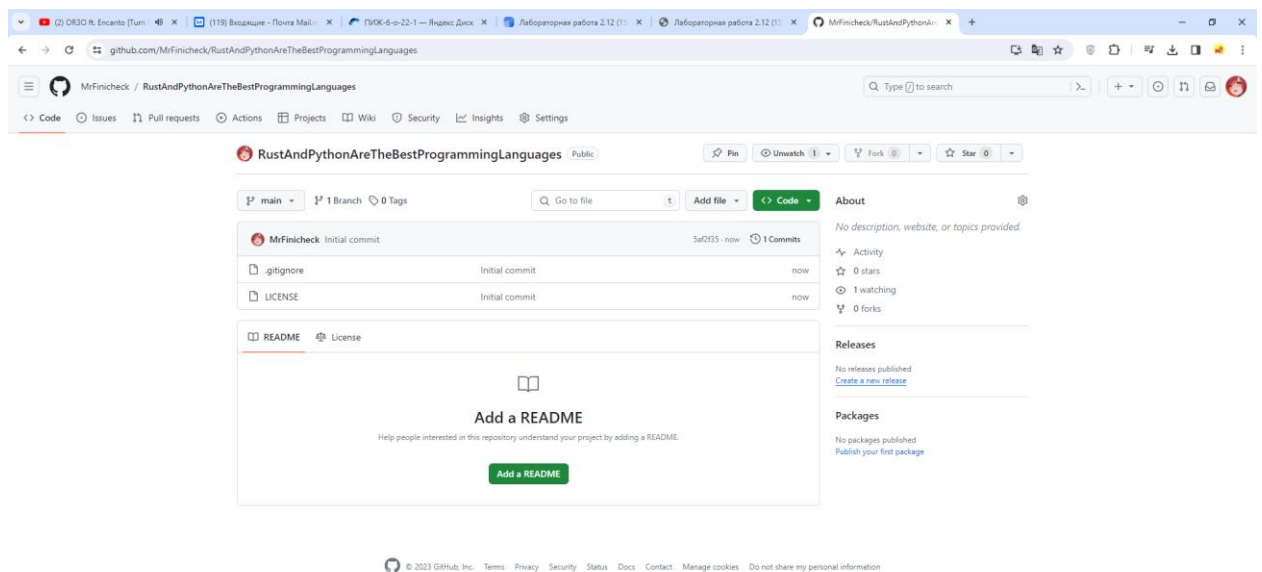 (2) OR3O ft. Encanto [Turn
(119) Входящие - Почта Mail.
ПИЖ-6-о-22-1 — Яндекс Диск
Лабораторная работа 2.12 (1
Лабораторная работа 2.12 (1
MrFinicheck/RustAndPythonAre
github.com/MrFinicheck/RustAndPythonAreTheBestProgrammingLanguages
MrFinicheck / RustAndPythonAreTheBestProgrammingLanguages
Type / to search
<> Code Issues Pull requests Actions Projects Wiki Security Insights Settings
RustAndPythonAreTheBestProgrammingLanguages Public
Pin Unwatch 1 Fork 0 Star 0
main 1 Branch 0 Tags Go to file t Add file <> Code
MrFinicheck Initial commit 5af2f35 · now 1 Commits
.gitignore Initial commit now
LICENSE Initial commit now
README License
Add a README
Help people interested in this repository understand your project by adding a README.
Add a README
About
No description, website, or topics provided.
Activity
0 stars
1 watching
0 forks
Releases
No releases published
Create a new release
Packages
No packages published
Publish your first package
© 2023 GitHub, Inc. Terms Privacy Security Status Docs Contact Manage cookies Do not share my personal information